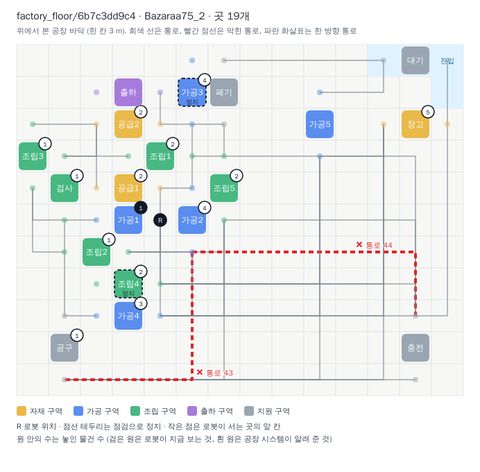 factory_floor/6b7c3dd9c4 · Bazaraa75_2 · 구역 19개
위에서 본 공장 바닥 (한 칸 3 m). 회색 선은 통로, 빨간 점선은 막힌 통로, 파란 화살표는 한 방향 통로
대기
진입
출하
가공3
4
정지
폐기
공급2
2
가공5
창고
5
조립3
1
조립1
2
검사
1
공급1
2
조립5
2
가공1
1
R
가공2
4
조립2
1
통로 44
조립4
2
정지
가공4
3
공구
1
충전
통로 43
자재 구역
가공 구역
조립 구역
출하 구역
지원 구역
R 로봇 위치 · 점선 테두리는 점검으로 정지 · 작은 점은 로봇이 서는 곳의 앞 칸
원 안의 수는 놓인 물건 수 (검은 원은 로봇이 지금 보는 것, 흰 원은 공장 시스템이 알려 준 것)